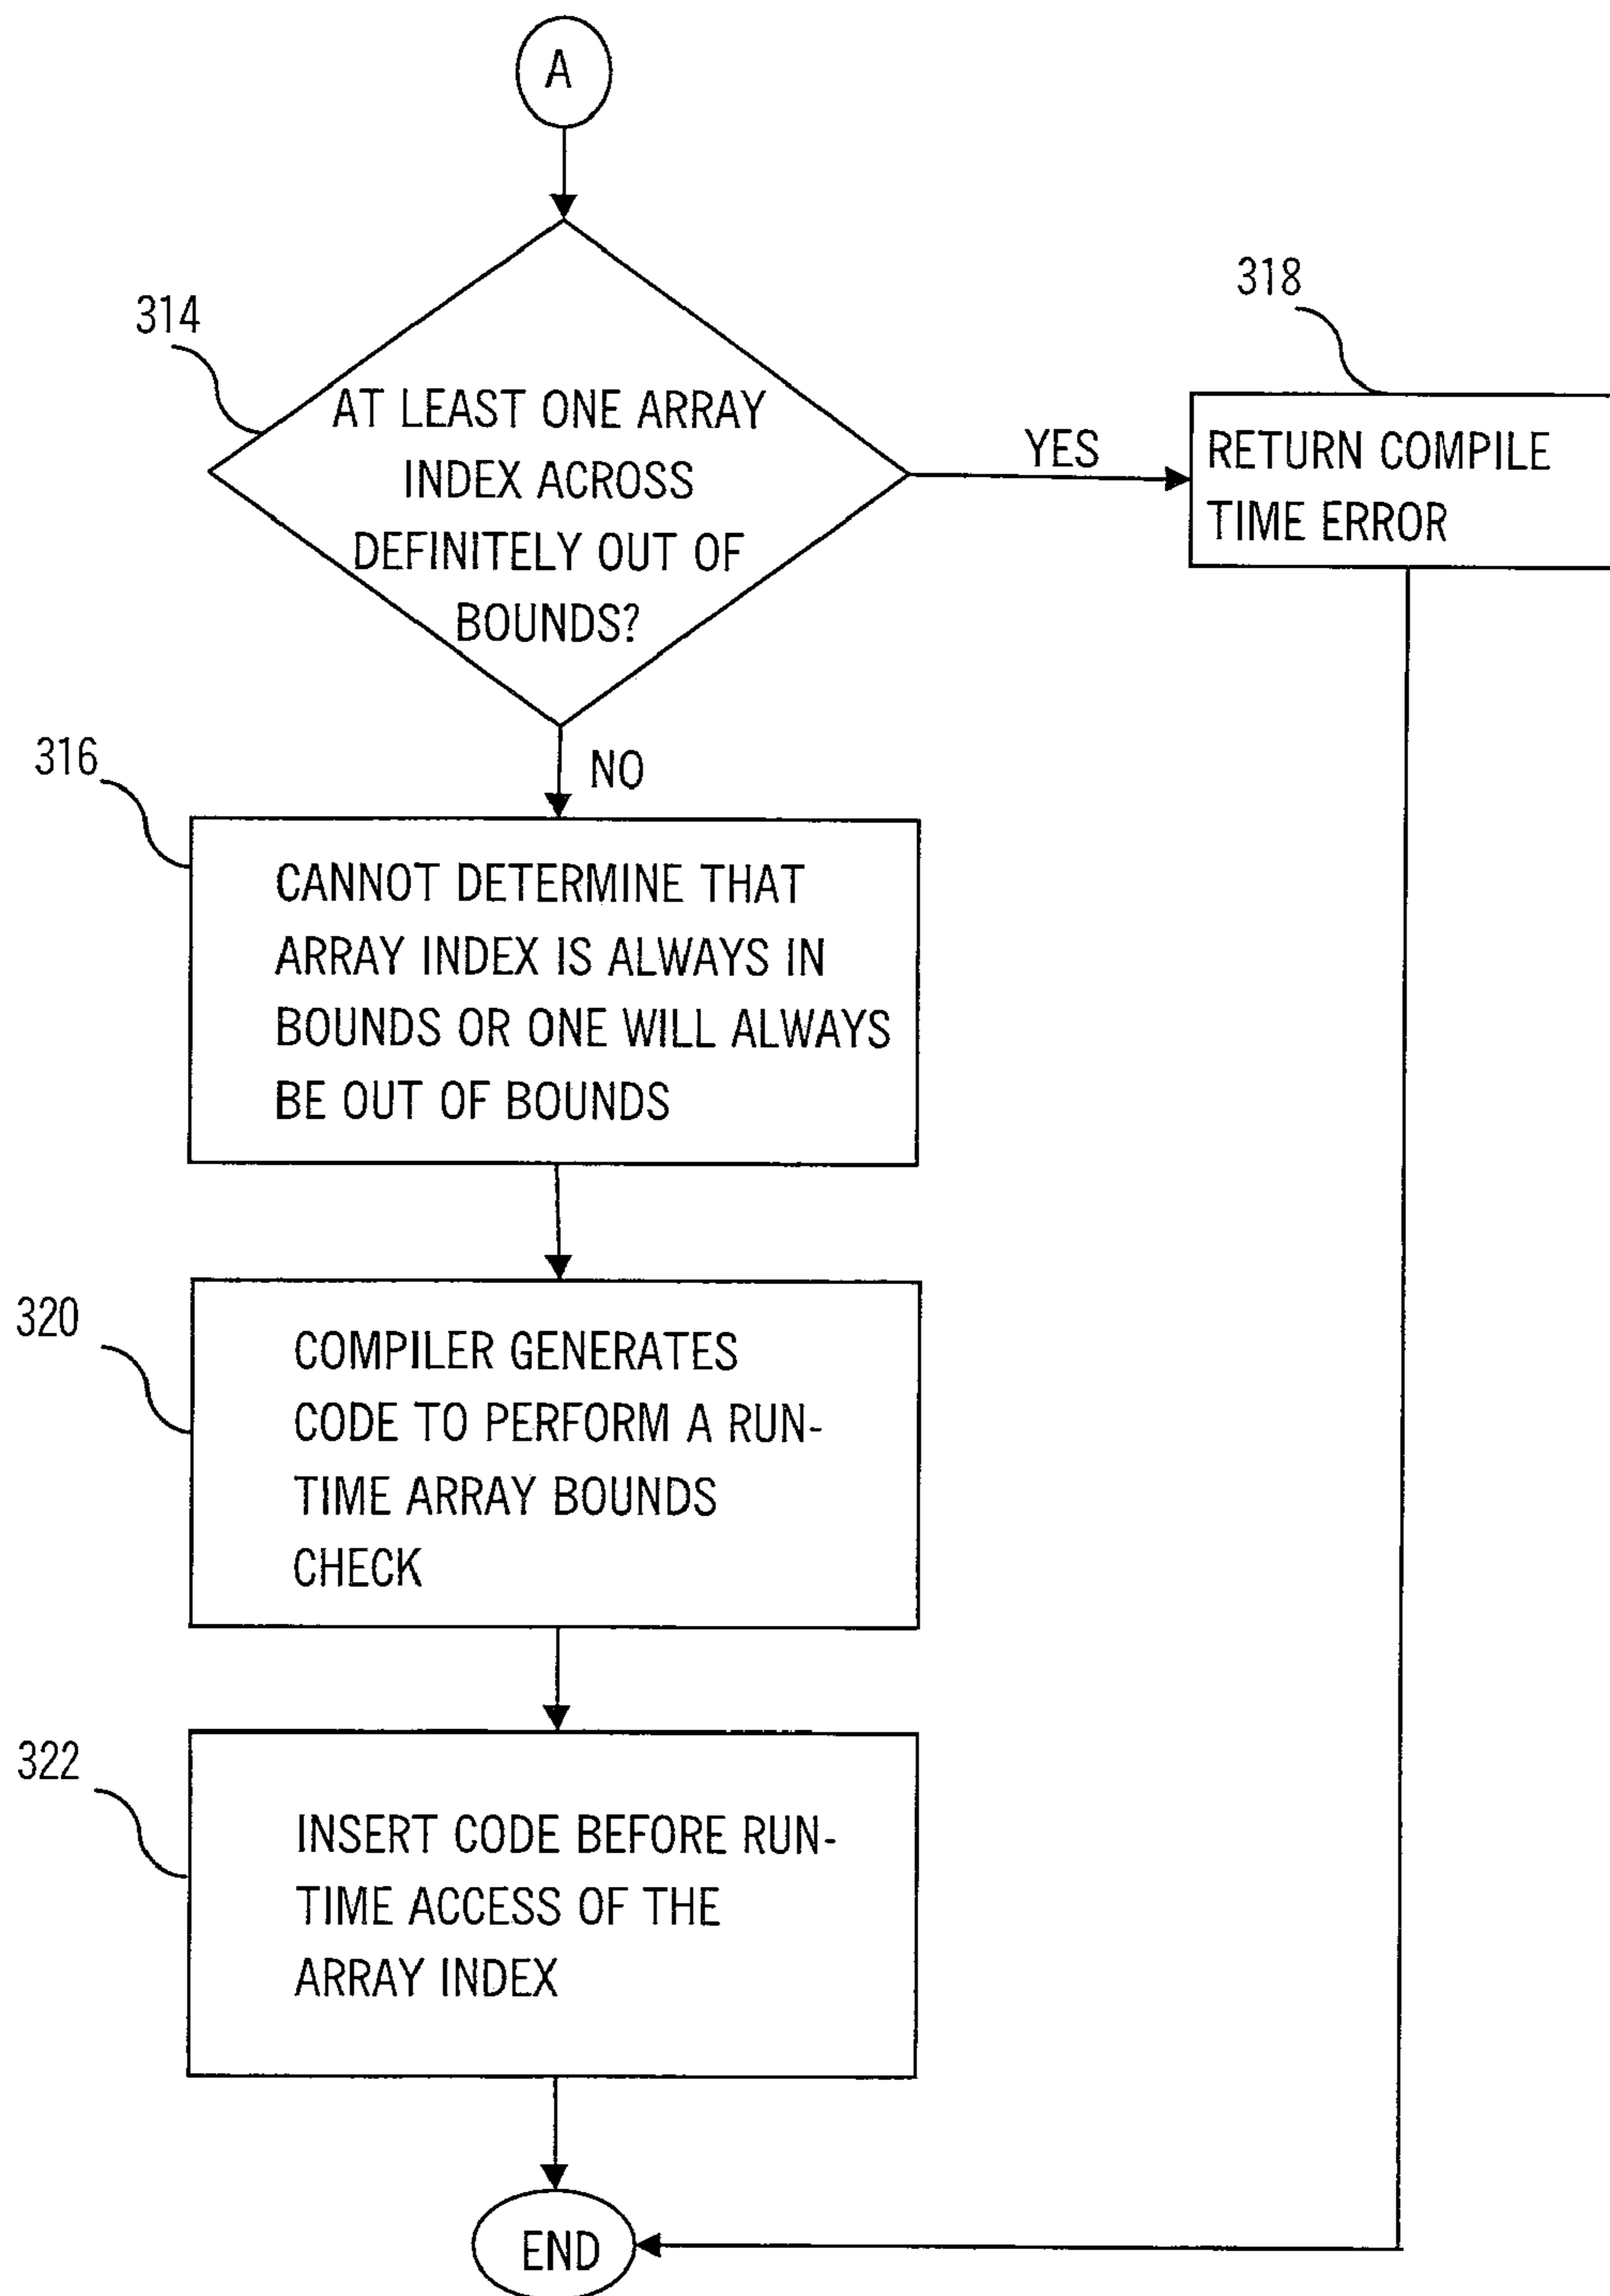 A
314
AT LEAST ONE ARRAY
INDEX ACROSS
DEFINITELY OUT OF
BOUNDS?
YES
318
RETURN COMPILE
TIME ERROR
NO
316
CANNOT DETERMINE THAT
ARRAY INDEX IS ALWAYS IN
BOUNDS OR ONE WILL ALWAYS
BE OUT OF BOUNDS
320
COMPILER GENERATES
CODE TO PERFORM A RUN-
TIME ARRAY BOUNDS
CHECK
322
INSERT CODE BEFORE RUN-
TIME ACCESS OF THE
ARRAY INDEX
END